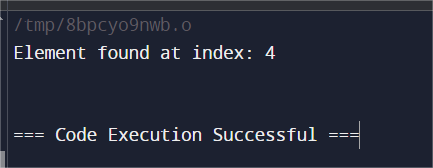 /tmp/8bpcyo9nwb.o
Element found at index: 4
=== Code Execution Successful ===